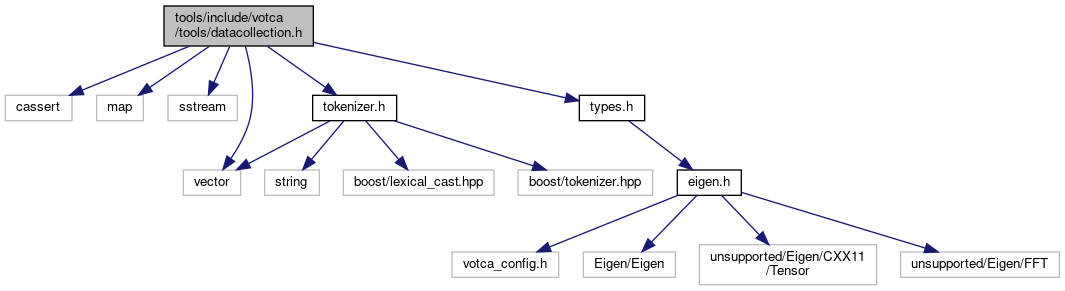 tools/include/votca
/tools/datacollection.h
cassert
map
sstream
tokenizer.h
types.h
vector
string
boost/lexical_cast.hpp
boost/tokenizer.hpp
eigen.h
votca_config.h
Eigen/Eigen
unsupported/Eigen/CXX11
/Tensor
unsupported/Eigen/FFT